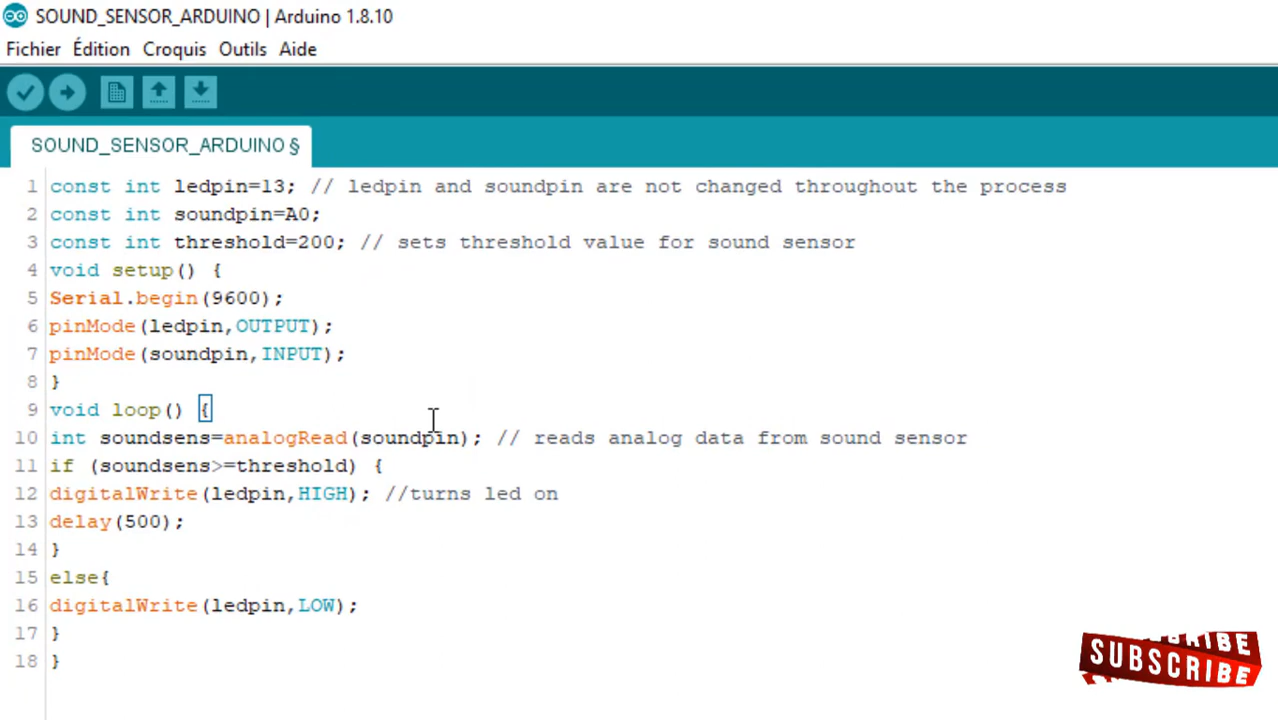 SOUND_SENSOR_ARDUINO | Arduino 1.8.10
Fichier Édition Croquis Outils Aide
SOUND_SENSOR_ARDUINO §
1 const int ledpin=13; // ledpin and soundpin are not changed throughout the process
2 const int soundpin=A0;
3 const int threshold=200; // sets threshold value for sound sensor
4 void setup() {
5 Serial.begin(9600);
6 pinMode(ledpin,OUTPUT);
7 pinMode(soundpin,INPUT);
8 }
9 void loop() {
10 int soundsens=analogRead(soundpin); // reads analog data from sound sensor
11 if (soundsens>=threshold) {
12 digitalWrite(ledpin,HIGH); //turns led on
13 delay(500);
14 }
15 else{
16 digitalWrite(ledpin,LOW);
17 }
18 }
SUBSCRIBE